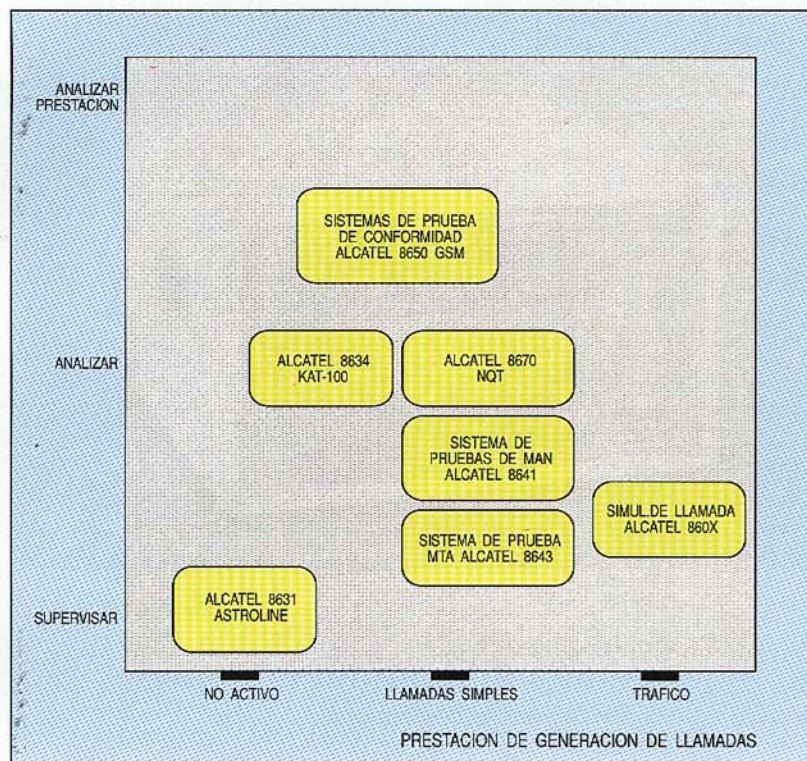 ANALIZAR
PRESTACION
SISTEMAS DE PRUEBA
DE CONFORMIDAD
ALCATEL 8650 GSM
ANALIZAR
ALCATEL 8634
KAT-100
ALCATEL 8670
NQT
SISTEMA DE
PRUEBAS DE MAN
ALCATEL 8641
SIMUL.DE LLAMADA
ALCATEL 860X
SISTEMA DE PRUEBA
MTA ALCATEL 8643
SUPERVISAR
ALCATEL 8631
ASTROLINE
NO ACTIVO
LLAMADAS SIMPLES
TRAFICO
PRESTACION DE GENERACION DE LLAMADAS